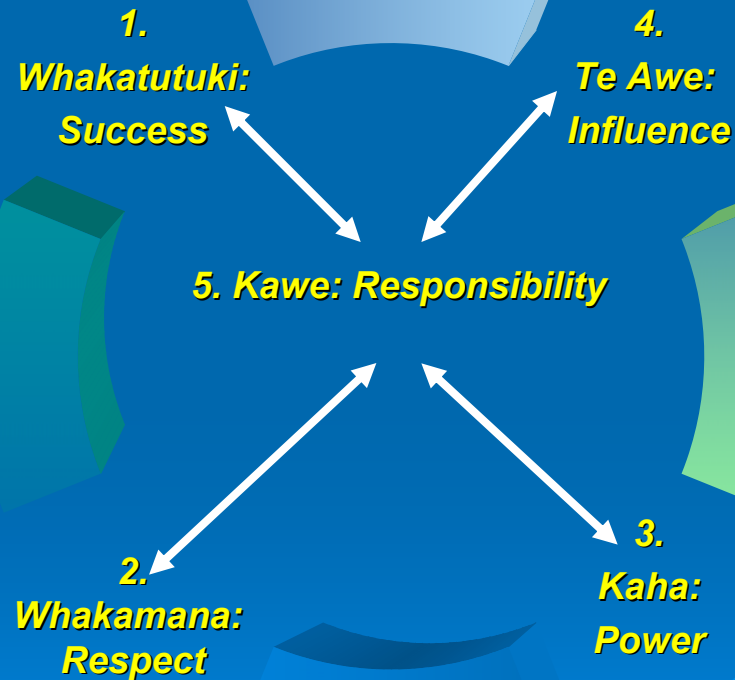 1.
Whakatutuki:
Success
4.
Te Awe:
Influence
5. Kawe: Responsibility
2.
Whakamana:
Respect
3.
Kaha:
Power